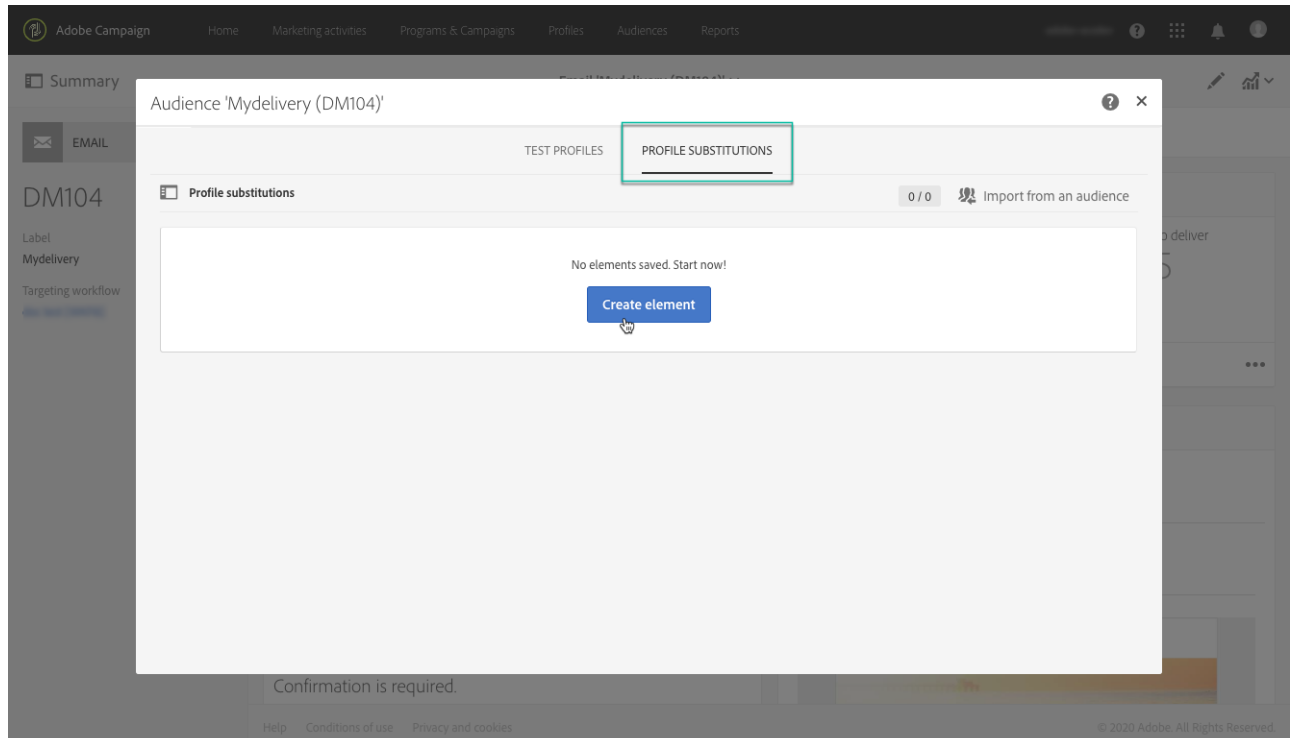 Adobe Campaign Home Marketing activities Programs & Campaigns Profiles Audiences Reports
Summary
Audience 'Mydelivery (DM104)'
EMAIL
TEST PROFILES PROFILE SUBSTITUTIONS
DM104
Profile substitutions
0 / 0 Import from an audience
Label
Mydelivery
deliver
No elements saved. Start now!
Targeting workflow
Create element
Confirmation is required.
Help Conditions of use Privacy and cookies
© 2020 Adobe. All Rights Reserved.